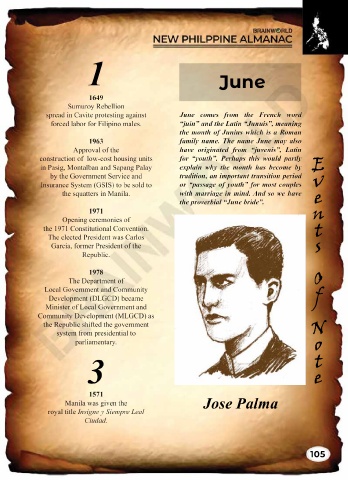 BRAINWORLD
NEW PHILPPINE ALMANAC
1
1649
Sumuroy Rebellion
spread in Cavite protesting against
forced labor for Filipino males.
1963
Approval of the
construction of low-cost housing units
in Pasig, Montalban and Sapang Palay
by the Government Service and
Insurance System (GSIS) to be sold to
the squatters in Manila.
1971
Opening ceremonies of
the 1971 Constitutional Convention.
The elected President was Carlos
Garcia, former President of the
Republic.
1978
The Department of
Local Government and Community
Development (DLGCD) became
Minister of Local Government and
Community Development (MLGCD) as
the Republic shifted the government
system from presidential to
parliamentary.
3
1571
Manila was given the
royal title Insigne y Siempre Leal
Ciudad.
June
June comes from the French word
"juin" and the Latin "Junuis", meaning
the month of Junius which is a Roman
family name. The name June may also
have originated from "juvenis", Latin
for "youth". Perhaps this would partly
explain why the month has become by
tradition, an important transition period
or "passage of youth" for most couples
with marriage in mind. And so we have
the proverbial "June bride".
Jose Palma
Events Of Note
105